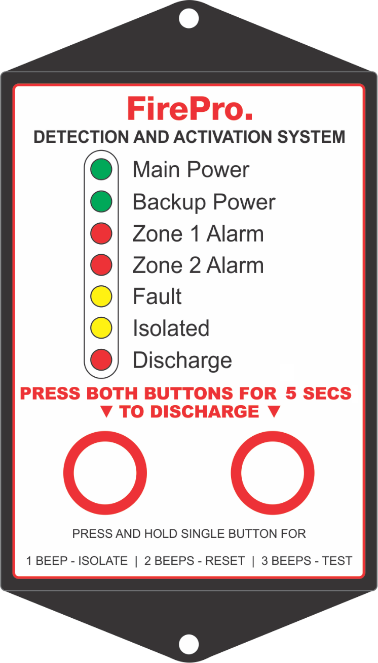 FirePro.
DETECTION AND ACTIVATION SYSTEM
Main Power
Backup Power
Zone 1 Alarm
Zone 2 Alarm
Fault
Isolated
Discharge
PRESS BOTH BUTTONS FOR 5 SECS
▼ TO DISCHARGE ▼
PRESS AND HOLD SINGLE BUTTON FOR
1 BEEP - ISOLATE | 2 BEEPS - RESET | 3 BEEPS - TEST